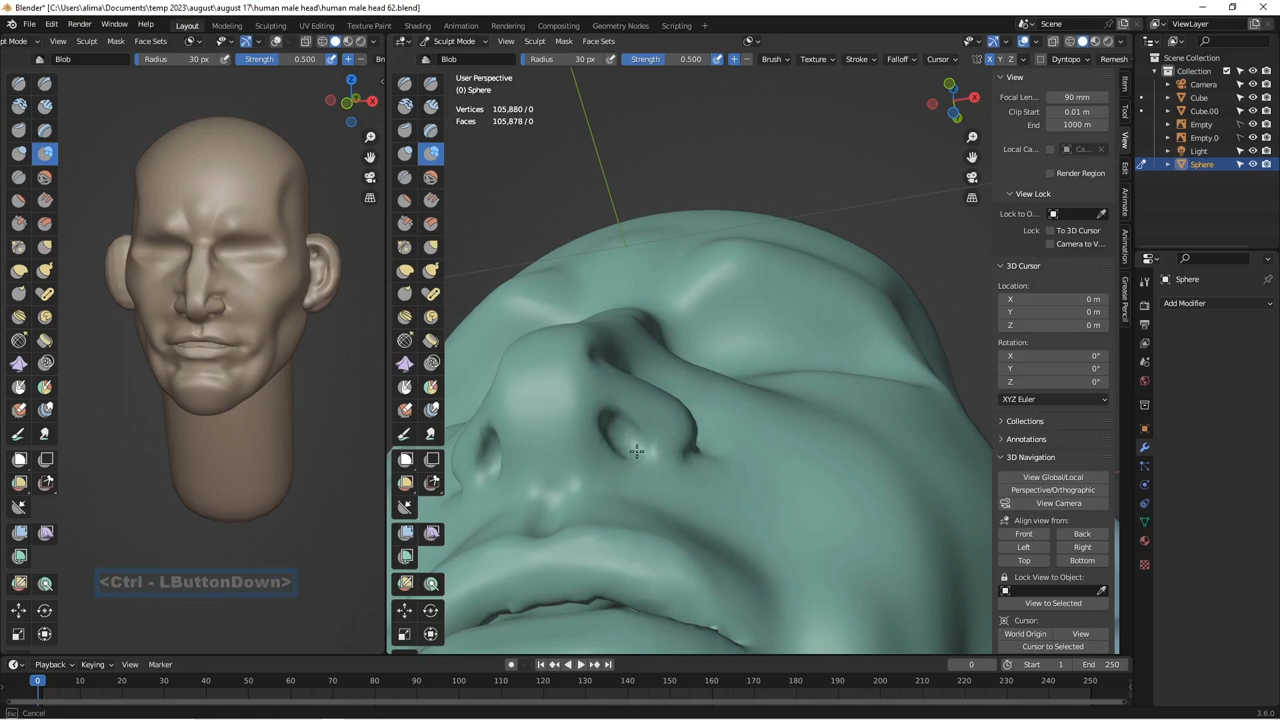 Blender* [C:\Users\alima\Documents\temp 2023\august\august 17\human male head\human male head 62.blend]
File Edit Render Window Help Layout Modeling Sculpting UV Editing Texture Paint Shading Animation Rendering Compositing Geometry Nodes Scripting + Scene ViewLayer
pt Mode View Sculpt Mask Face Sets Sculpt Mode View Sculpt Mask Face Sets
Blob Radius 30 px Strength 0.500 + Br Blob Radius 30 px Strength 0.500 + Brush Texture Stroke Falloff Cursor X Y Z Dyntopo Remesh
Scene Collection
Collection
Camera
Cube
Cube.00
Empty
Empty.0
Light
Sphere
User Perspective
(0) Sphere
Vertices 105,880 / 0
Faces 105,878 / 0
Z
X
X
View
Focal Len... 90 mm
Clip Start 0.01 m
End 1000 m
Local Ca... Ca...
Render Region
View Lock
Lock to O...
Lock To 3D Cursor
Camera to V...
3D Cursor
Location:
X 0 m
Y 0 m
Z 0 m
Rotation:
X 0°
Y 0°
Z 0°
XYZ Euler
Collections
Annotations
3D Navigation
View Global/Local
Perspective/Orthographic
View Camera
Align view from:
Front Back
Left Right
Top Bottom
Lock View to Object:
View to Selected
Cursor:
World Origin View
Cursor to Selected
Item
Tool
View
Edit
Animate
Animation
Grease Pencil
Sphere
Add Modifier
<Ctrl - LButtonDown>
Playback Keying View Marker 0 Start 1 End 250
0 10 20 30 40 50 60 70 80 90 100 110 120 130 140 150 160 170 180 190 200 210 220 230 240 250
Cancel 3.6.0